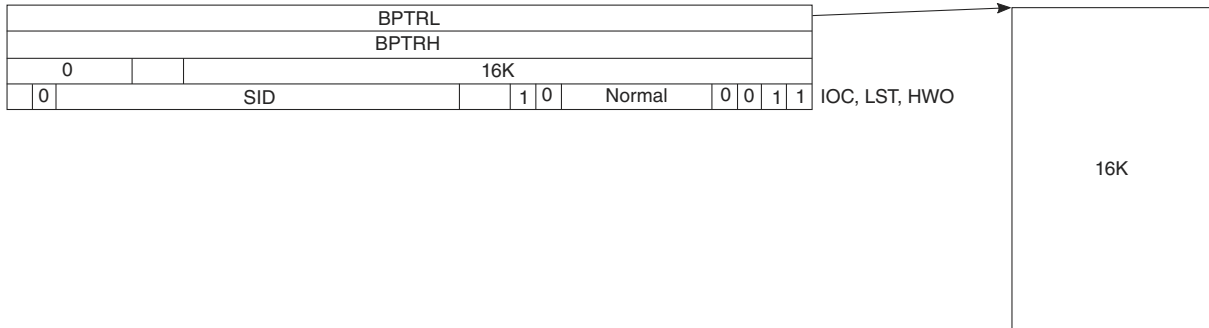 BPTRL
BPTRH
0 16K
0 SID 1 0 Normal 0 0 1 1 IOC, LST, HWO
16K